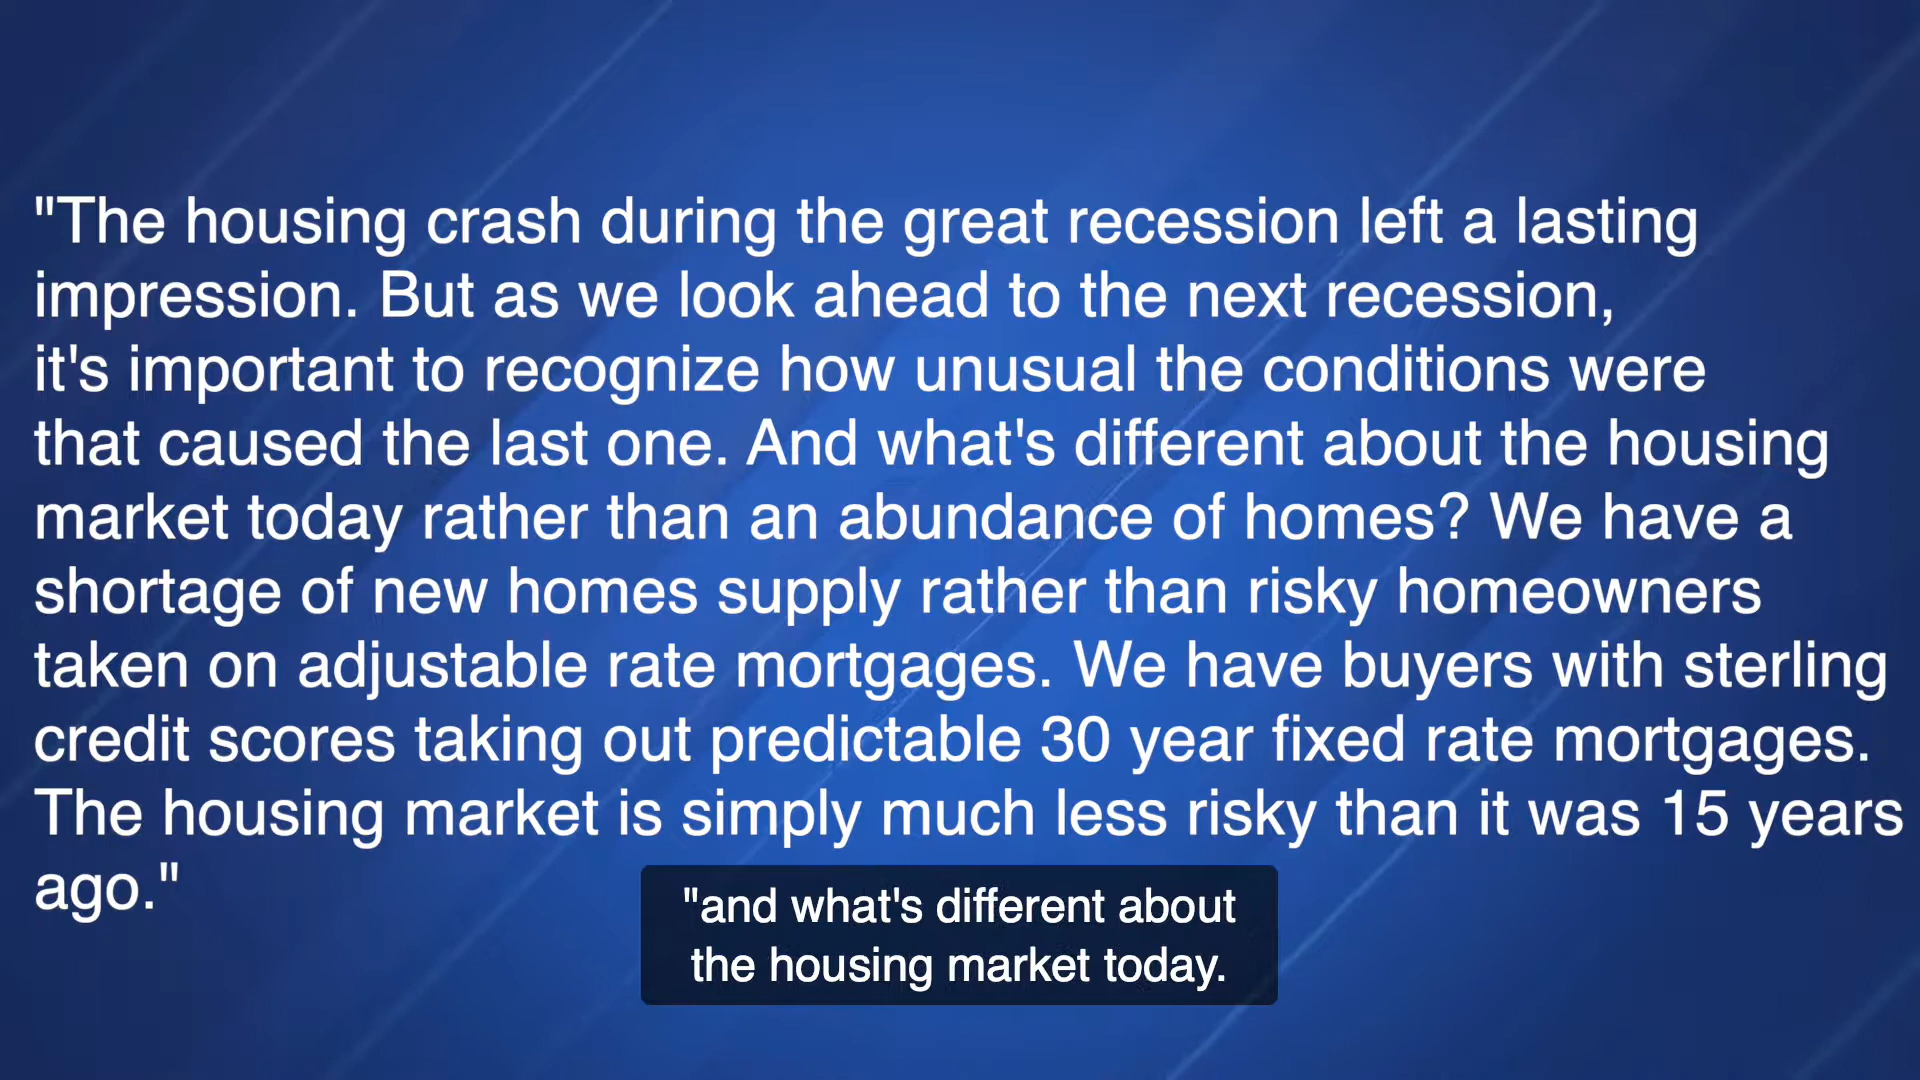 "The housing crash during the great recession left a lasting
impression. But as we look ahead to the next recession,
it's important to recognize how unusual the conditions were
that caused the last one. And what's different about the housing
market today rather than an abundance of homes? We have a
shortage of new homes supply rather than risky homeowners
taken on adjustable rate mortgages. We have buyers with sterling
credit scores taking out predictable 30 year fixed rate mortgages.
The housing market is simply much less risky than it was 15 years
ago."
"and what's different about
the housing market today.